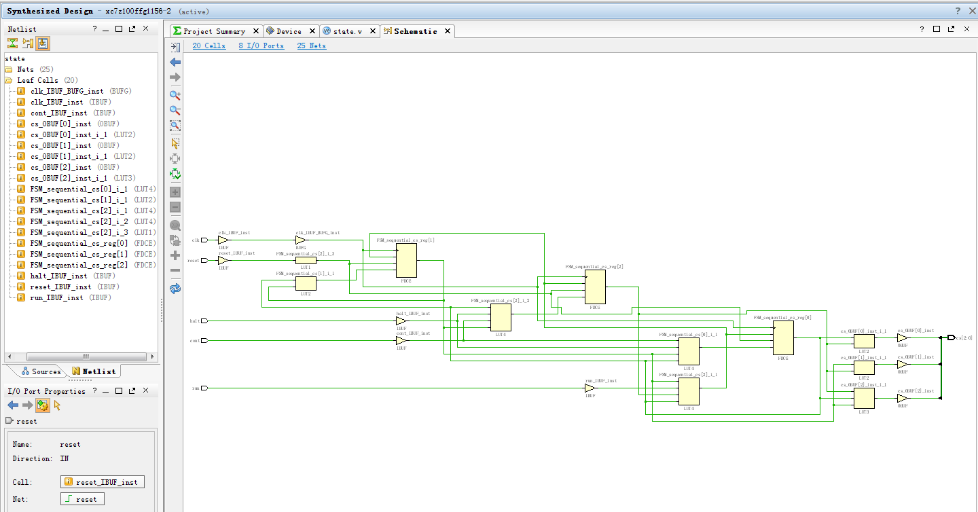 Synthesized Design - xc7z100ffg1156-2 (active)
Netlist
state
Nets (25)
Leaf Cells (20)
clk_IBUF_BUFG_inst (BUFG)
clk_IBUF_inst (IBUF)
cont_IBUF_inst (IBUF)
cs_OBUF[0]_inst (OBUF)
cs_OBUF[0]_inst_i_1 (LUT2)
cs_OBUF[1]_inst (OBUF)
cs_OBUF[1]_inst_i_1 (LUT2)
cs_OBUF[2]_inst (OBUF)
cs_OBUF[2]_inst_i_1 (LUT3)
FSM_sequential_cs[0]_i_1 (LUT4)
FSM_sequential_cs[1]_i_1 (LUT2)
FSM_sequential_cs[2]_i_1 (LUT4)
FSM_sequential_cs[2]_i_2 (LUT4)
FSM_sequential_cs[2]_i_3 (LUT1)
FSM_sequential_cs_reg[0] (FDCE)
FSM_sequential_cs_reg[1] (FDCE)
FSM_sequential_cs_reg[2] (FDCE)
halt_IBUF_inst (IBUF)
reset_IBUF_inst (IBUF)
run_IBUF_inst (IBUF)
Sources
Netlist
I/O Port Properties
reset
Name: reset
Direction: IN
Cell: reset_IBUF_inst
Net: reset
Project Summary
Device
state.v
Schematic
20 Cells
8 I/O Ports
25 Nets
clk
clk_IBUF_inst
IBUF
clk_IBUF_BUFG_inst
BUFG
FSM_sequential_cs_reg[1]
FDCE
reset
reset_IBUF_inst
IBUF
FSM_sequential_cs[2]_i_3
LUT1
FSM_sequential_cs[1]_i_1
LUT2
FSM_sequential_cs_reg[2]
FDCE
halt
halt_IBUF_inst
IBUF
cont
cont_IBUF_inst
IBUF
LUT4
FSM_sequential_cs_reg[0]
FDCE
FSM_sequential_cs[0]_i_1
LUT4
LUT4
run
run_IBUF_inst
IBUF
cs_OBUF[0]_inst_i_1
LUT2
cs_OBUF[0]_inst
OBUF
cs_OBUF[1]_inst_i_1
LUT2
cs_OBUF[1]_inst
OBUF
cs_OBUF[2]_inst_i_1
LUT3
cs_OBUF[2]_inst
OBUF
cs[2:0]